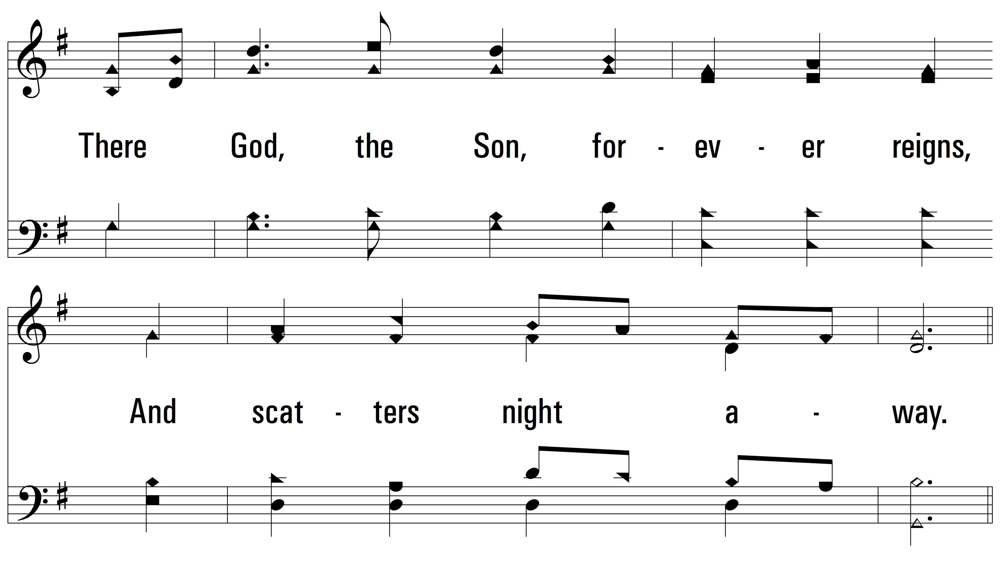 There God, the Son, for - ev - er reigns,
And scat - ters night a - way.